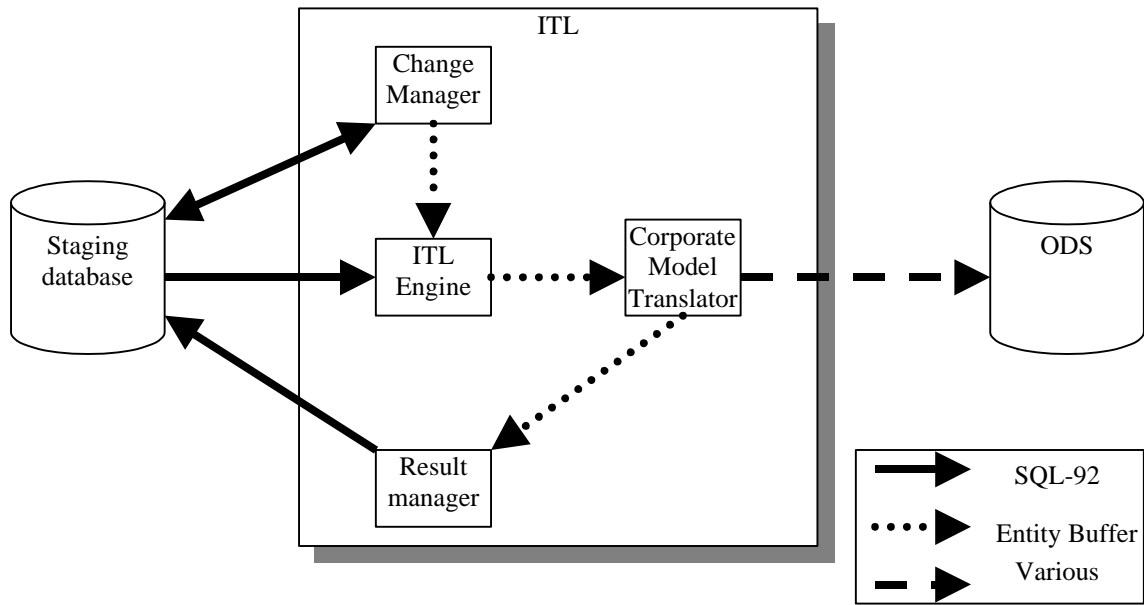 ITL
Change
Manager
Staging
database
ITL
Engine
Corporate
Model
Translator
ODS
Result
manager
SQL-92
Entity Buffer
Various